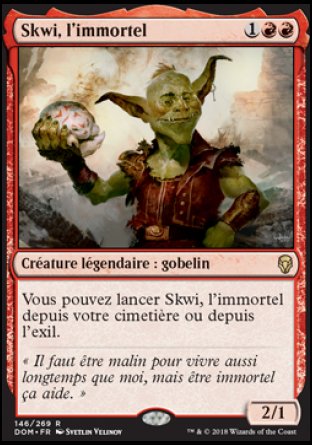 Skwi, l'immortel 1
Créature légendaire : gobelin
Vous pouvez lancer Skwi, l'immortel
depuis votre cimetière ou depuis
l'exil.
« Il faut être malin pour vivre aussi
longtemps que moi, mais être immortel
ça aide. »
2/1
146/269 R
DOM • FR Svetlin Velinov
™ & © 2018 Wizards of the Coast